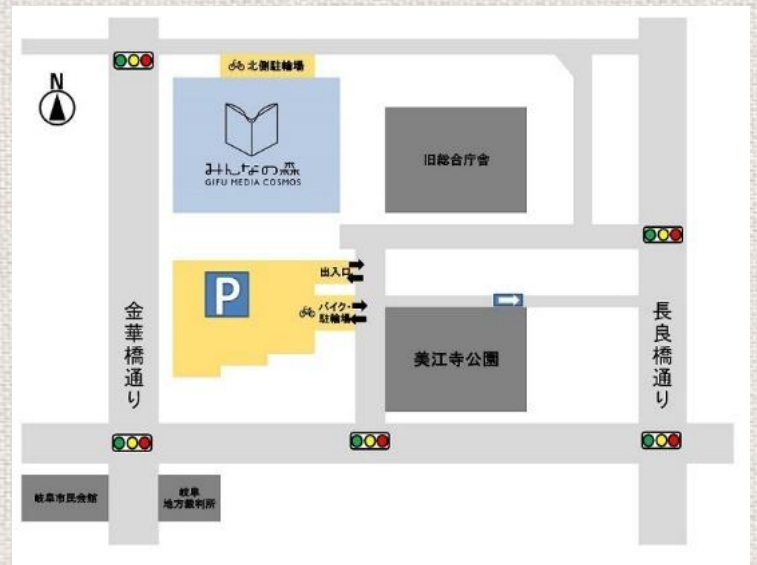 北側駐輪場
N
みんなの森
GIFU MEDIA COSMOS
旧総合庁舎
出入口
P
バイク・
駐輪場
金華橋通り
長良橋通り
美江寺公園
岐阜市民会館
岐阜
地方裁判所